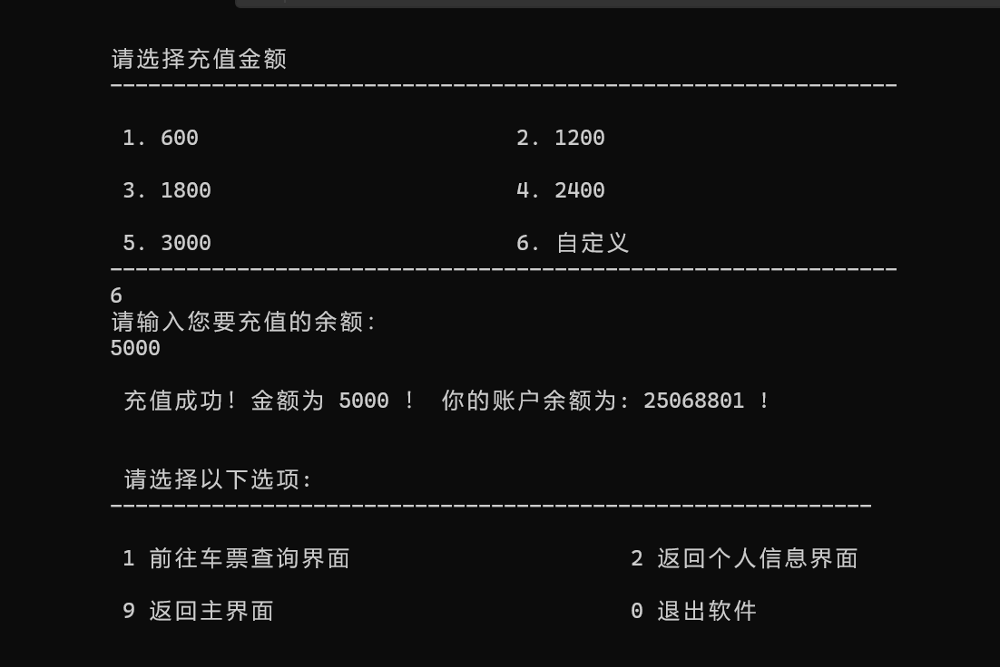 请选择充值金额
--------------------------------------------------------------
1. 600 2. 1200
3. 1800 4. 2400
5. 3000 6. 自定义
--------------------------------------------------------------
6
请输入您要充值的余额:
5000
充值成功! 金额为 5000 ! 你的账户余额为: 25068801 !
请选择以下选项:
------------------------------------------------------------
1 前往车票查询界面 2 返回个人信息界面
9 返回主界面 0 退出软件